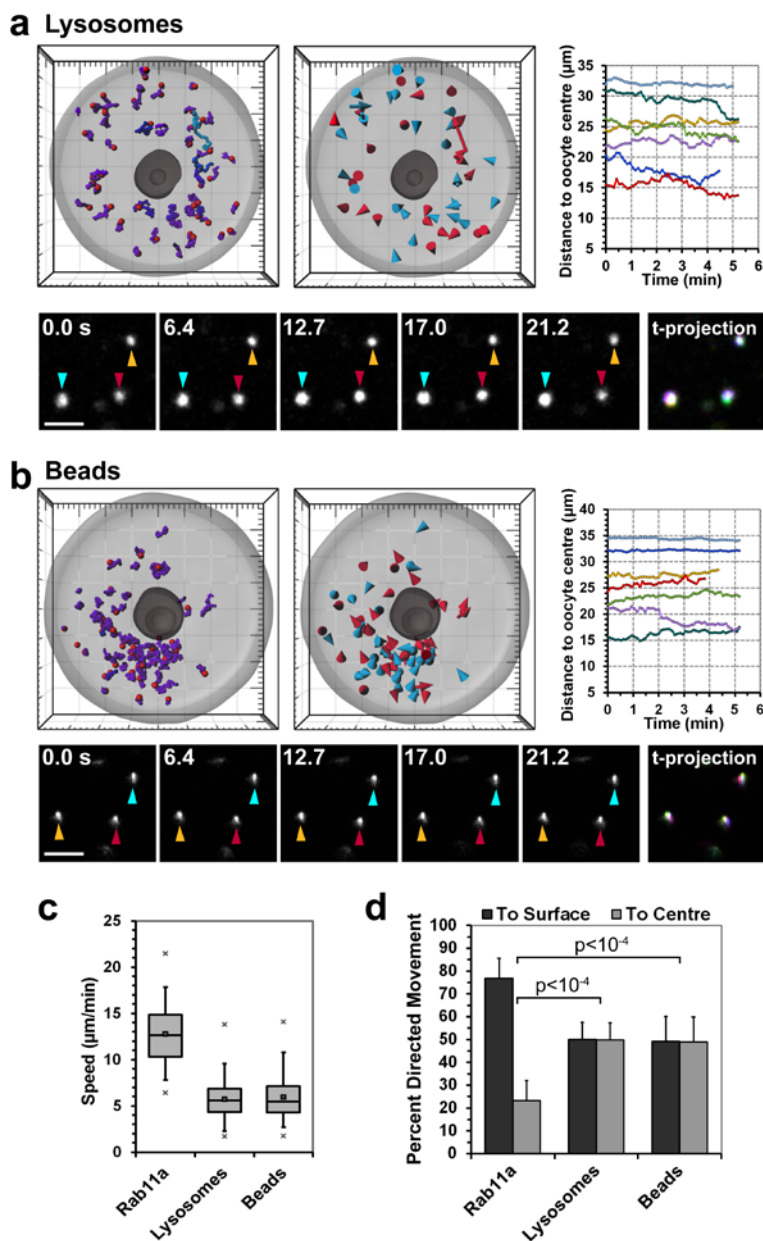 a Lysosomes
Distance to oocyte centre (µm)
35
30
25
20
15
10
5
0 1 2 3 4 5 6
Time (min)
0.0 s 6.4 12.7 17.0 21.2 t-projection
b Beads
Distance to oocyte centre (µm)
40
35
30
25
20
15
10
5
0 1 2 3 4 5 6
Time (min)
0.0 s 6.4 12.7 17.0 21.2 t-projection
c
Speed (µm/min)
25
20
15
10
5
0
Rab11a Lysosomes Beads
d
To Surface To Centre
Percent Directed Movement
100
90
80
70
60
50
40
30
20
10
0
p<10-4
p<10-4
Rab11a Lysosomes Beads